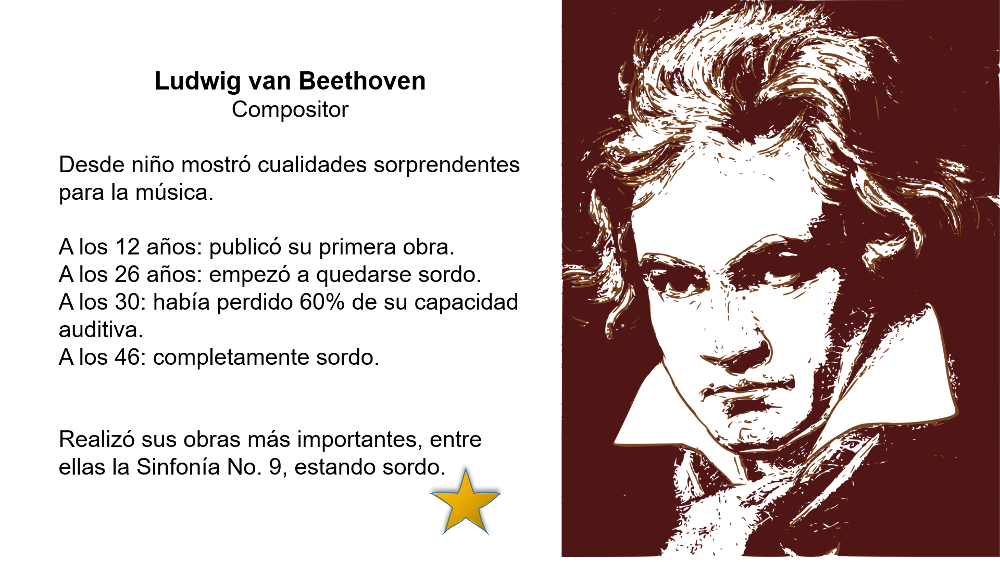 Ludwig van Beethoven
Compositor
Desde niño mostró cualidades sorprendentes
para la música.
A los 12 años: publicó su primera obra.
A los 26 años: empezó a quedarse sordo.
A los 30: había perdido 60% de su capacidad
auditiva.
A los 46: completamente sordo.
Realizó sus obras más importantes, entre
ellas la Sinfonía No. 9, estando sordo.